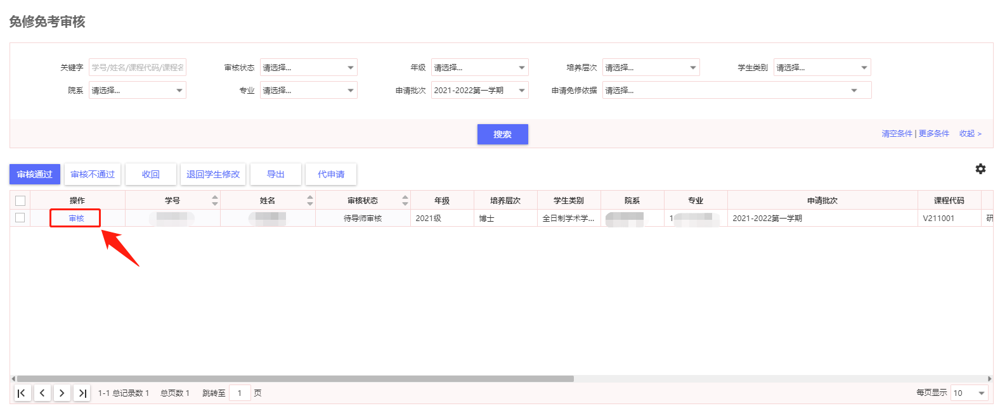 免修免考审核
关键字 学号/姓名/课程代码/课程名 审核状态 请选择... 年级 请选择... 培养层次 请选择... 学生类别 请选择...
院系 请选择... 专业 请选择... 申请批次 2021-2022第一学期 申请免修依据 请选择...
搜索 清空条件 | 更多条件 收起 >
审核通过 审核不通过 收回 退回学生修改 导出 代申请
操作 学号 姓名 审核状态 年级 培养层次 学生类别 院系 专业 申请批次 课程代码
审核 待导师审核 2021级 博士 全日制学术学... 1 2021-2022第一学期 V211001 研
1-1 总记录数 1 总页数 1 跳转至 1 页 每页显示 10